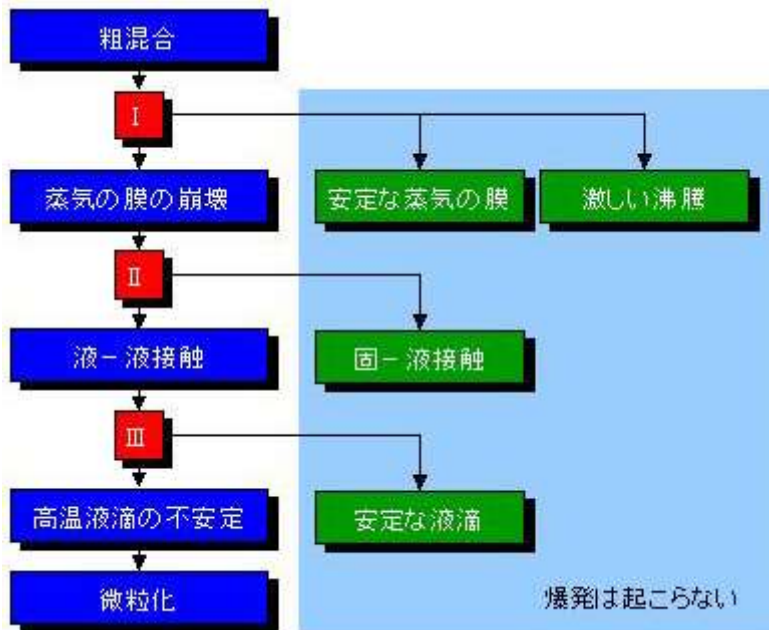 粗混合
Ⅰ
蒸気の膜の崩壊
安定な蒸気の膜
激しい沸騰
Ⅱ
液－液接触
固－液接触
Ⅲ
高温液滴の不安定
安定な液滴
微粒化
爆発は起こらない